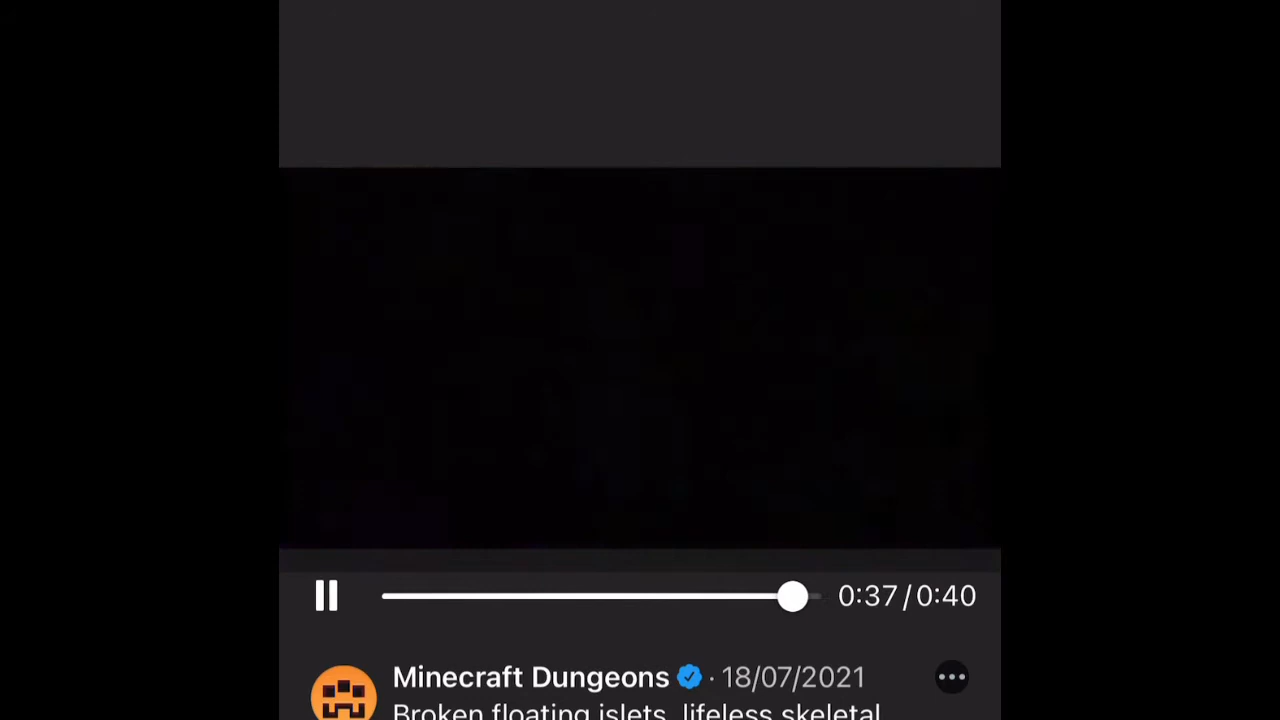 0:37/0:40
Minecraft Dungeons · 18/07/2021
Broken floating islets, lifeless skeletal